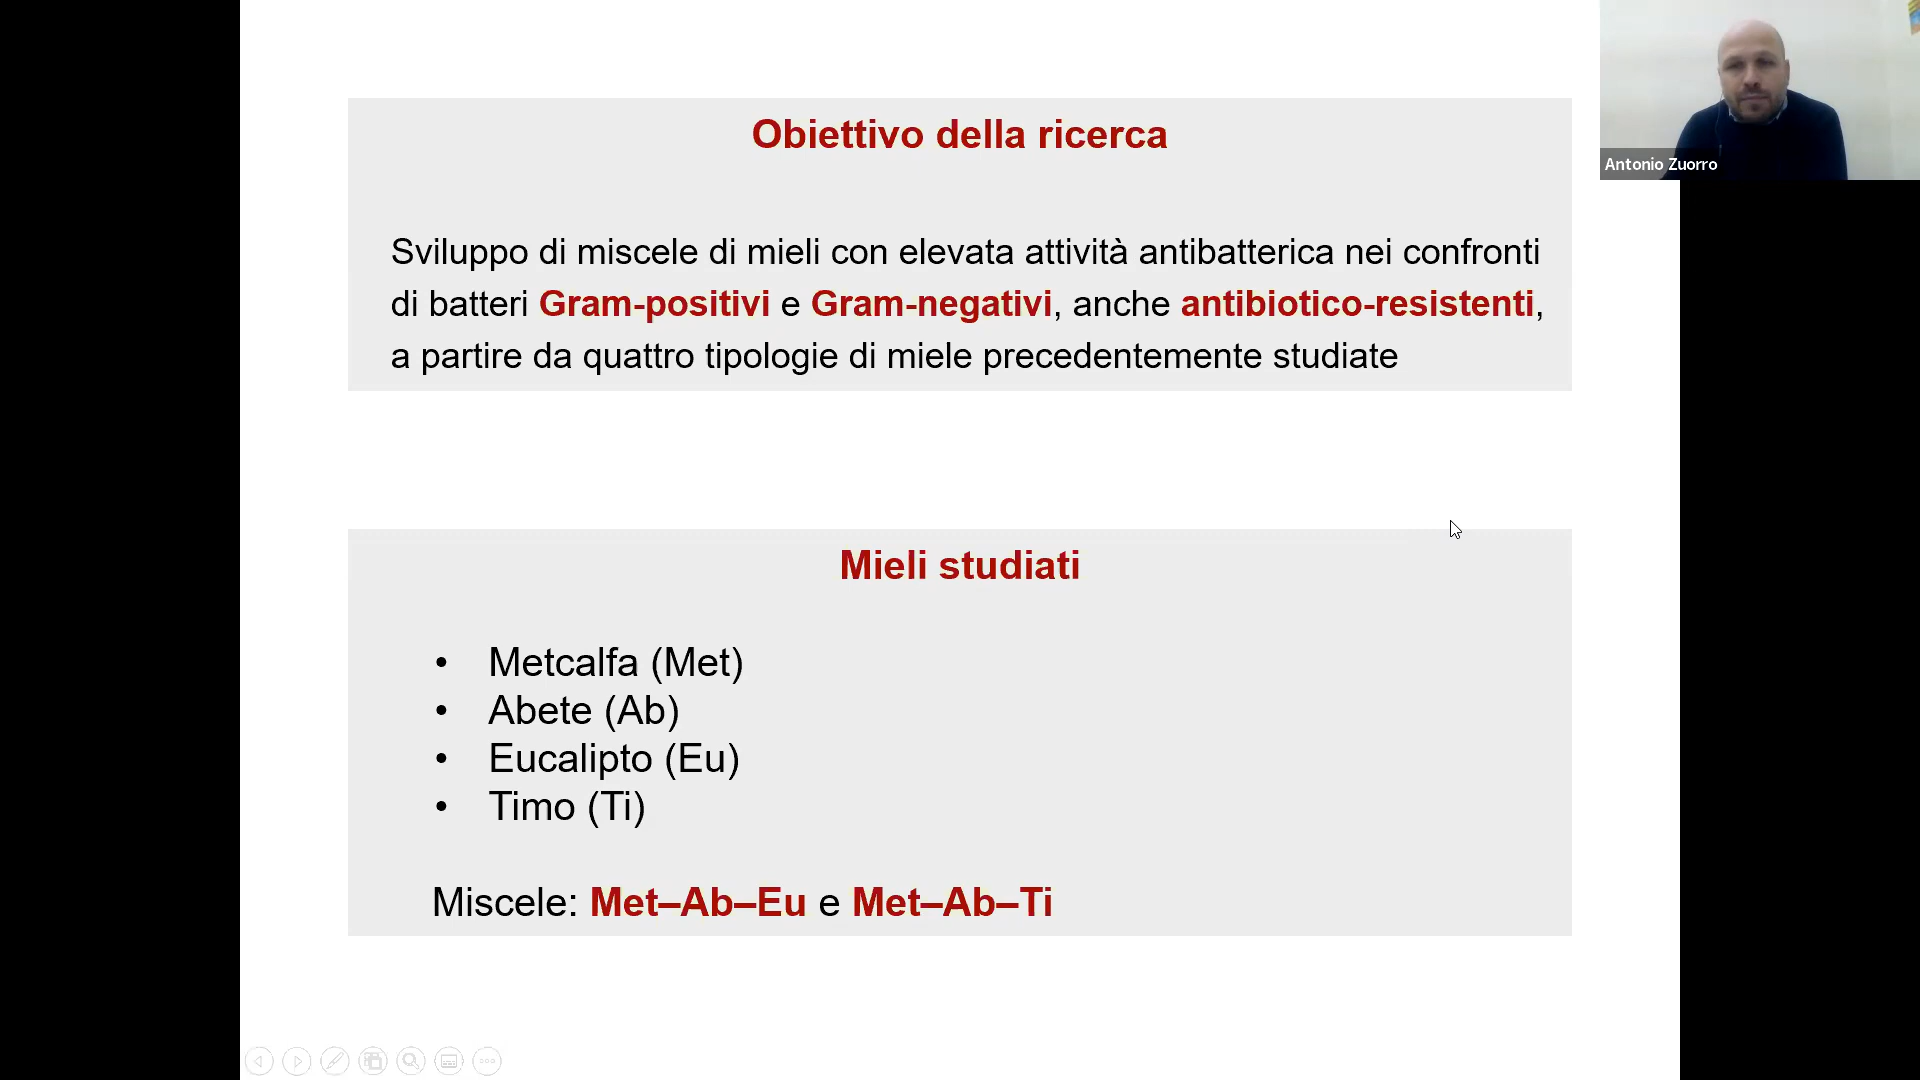 Obiettivo della ricerca
Sviluppo di miscele di mieli con elevata attività antibatterica nei confronti
di batteri Gram-positivi e Gram-negativi, anche antibiotico-resistenti,
a partire da quattro tipologie di miele precedentemente studiate
Antonio Zuorro
Mieli studiati
• Metcalfa (Met)
• Abete (Ab)
• Eucalipto (Eu)
• Timo (Ti)
Miscele: Met–Ab–Eu e Met–Ab–Ti